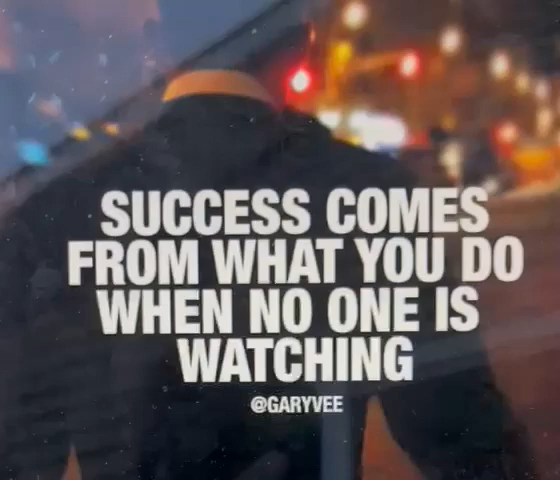 SUCCESS COMES
FROM WHAT YOU DO
WHEN NO ONE IS
WATCHING
@GARYVEE